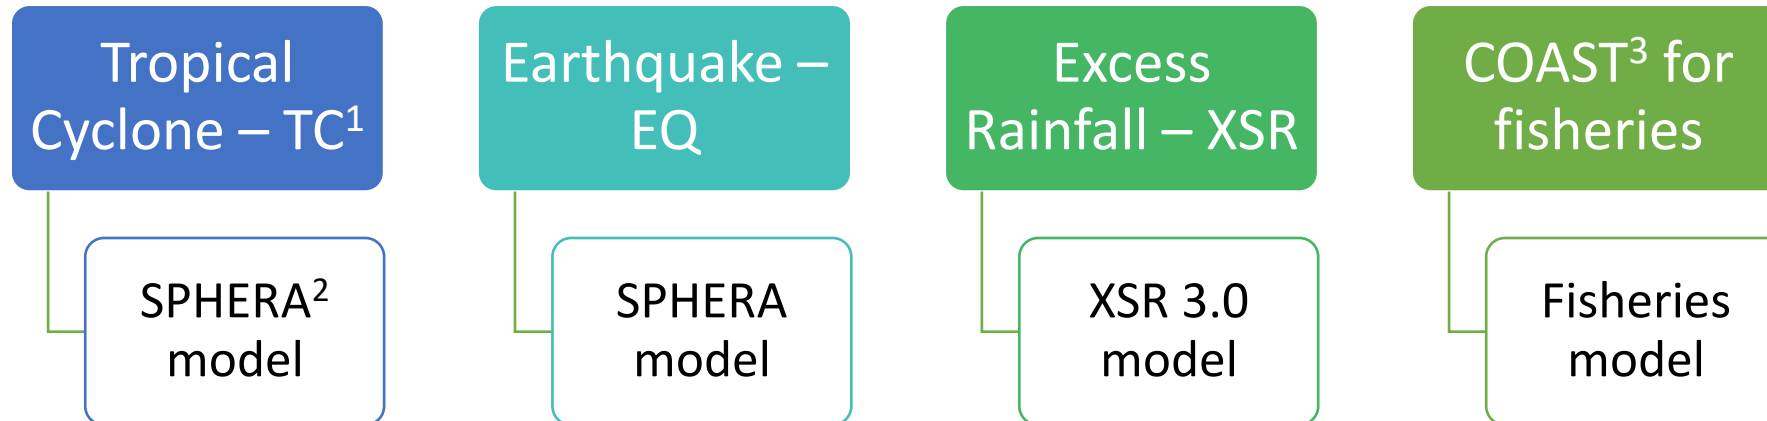 Tropical
Cyclone – TC¹
SPHERA²
model
Earthquake –
EQ
SPHERA
model
Excess
Rainfall – XSR
XSR 3.0
model
COAST³ for
fisheries
Fisheries
model